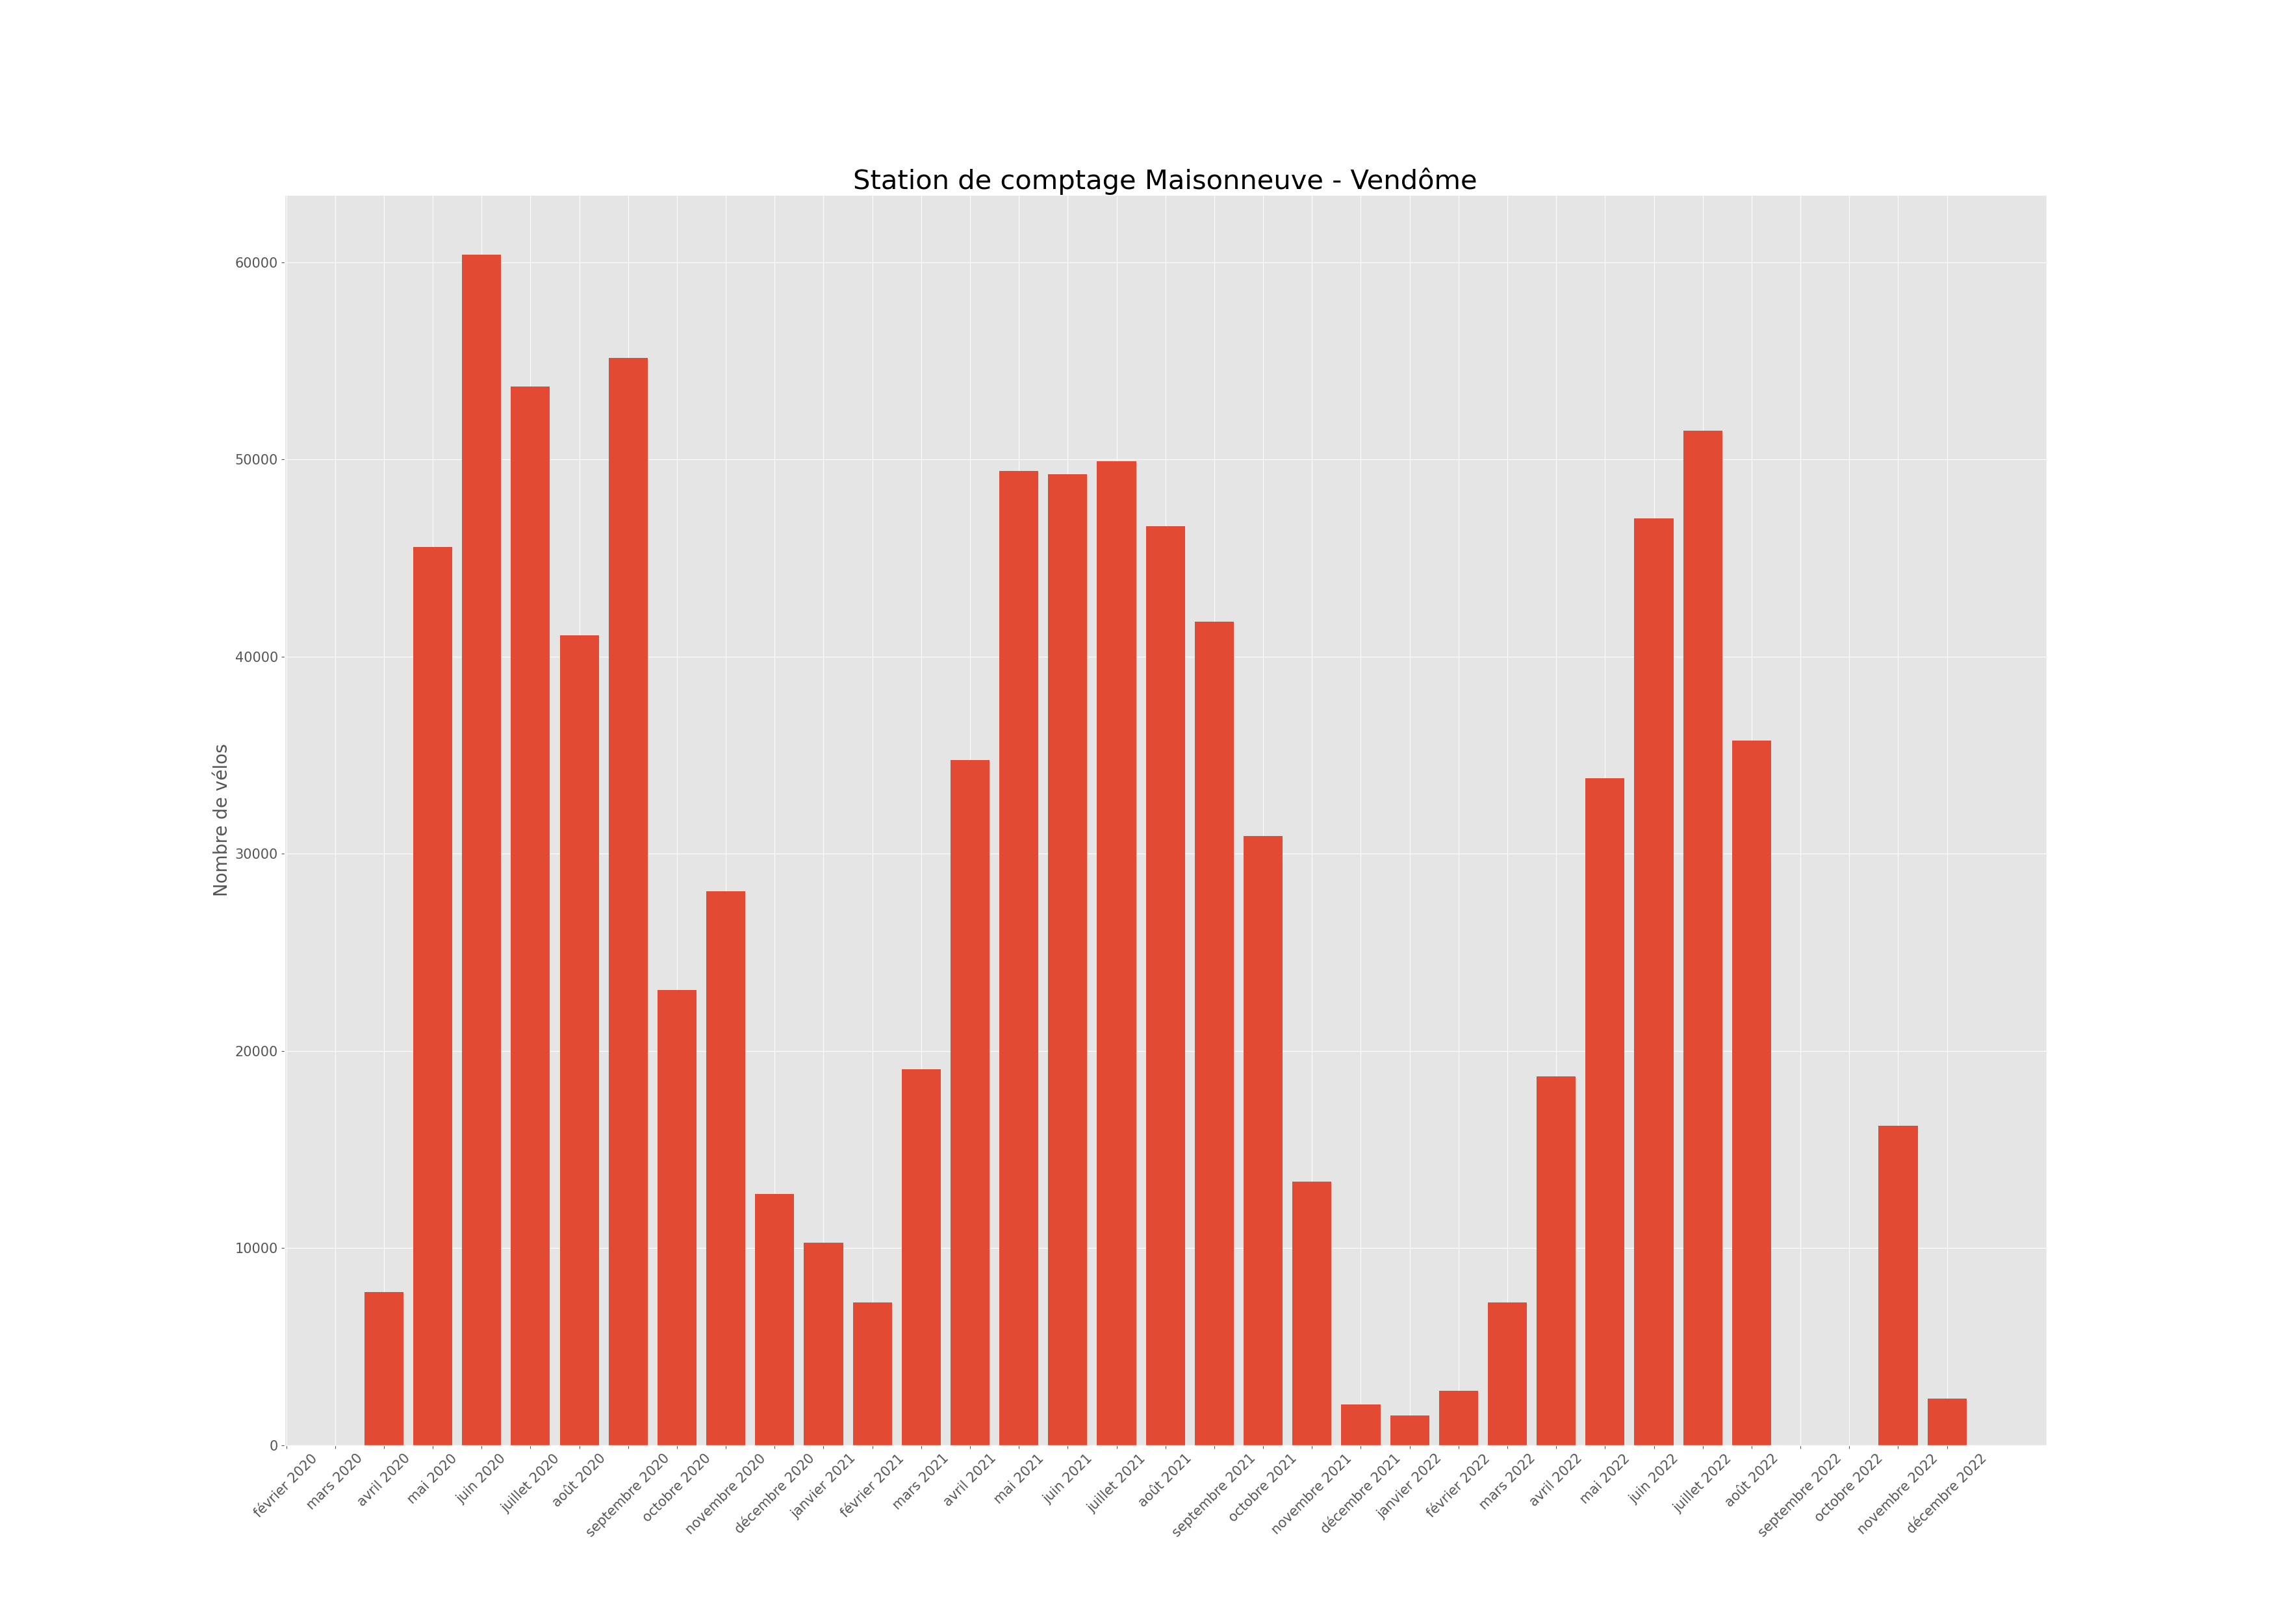 Station de comptage Maisonneuve - Vendôme
Nombre de vélos
60000
50000
40000
30000
20000
10000
0
février 2020
mars 2020
avril 2020
mai 2020
juin 2020
juillet 2020
août 2020
septembre 2020
octobre 2020
novembre 2020
décembre 2020
janvier 2021
février 2021
mars 2021
avril 2021
mai 2021
juin 2021
juillet 2021
août 2021
septembre 2021
octobre 2021
novembre 2021
décembre 2021
janvier 2022
février 2022
mars 2022
avril 2022
mai 2022
juin 2022
juillet 2022
août 2022
septembre 2022
octobre 2022
novembre 2022
décembre 2022